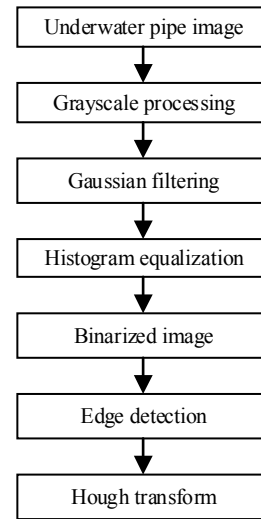 Underwater pipe image
Grayscale processing
Gaussian filtering
Histogram equalization
Binarized image
Edge detection
Hough transform